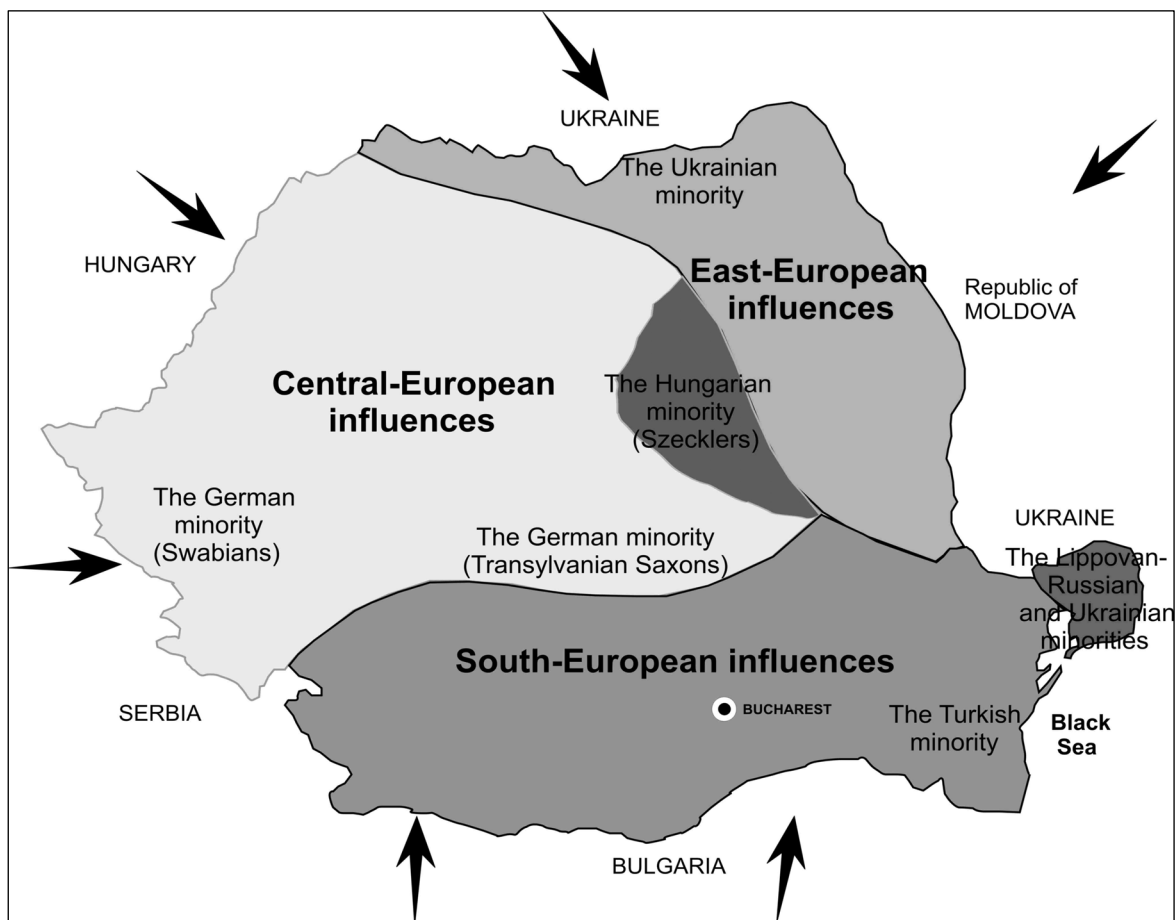 UKRAINE
The Ukrainian
minority
HUNGARY
East-European
influences
Republic of
MOLDOVA
Central-European
influences
The Hungarian
minority
(Szecklers)
The German
minority
(Swabians)
The German minority
(Transylvanian Saxons)
UKRAINE
The Lippovan-
Russian
and Ukrainian
minorities
South-European influences
SERBIA
BUCHAREST
The Turkish
minority
Black
Sea
BULGARIA